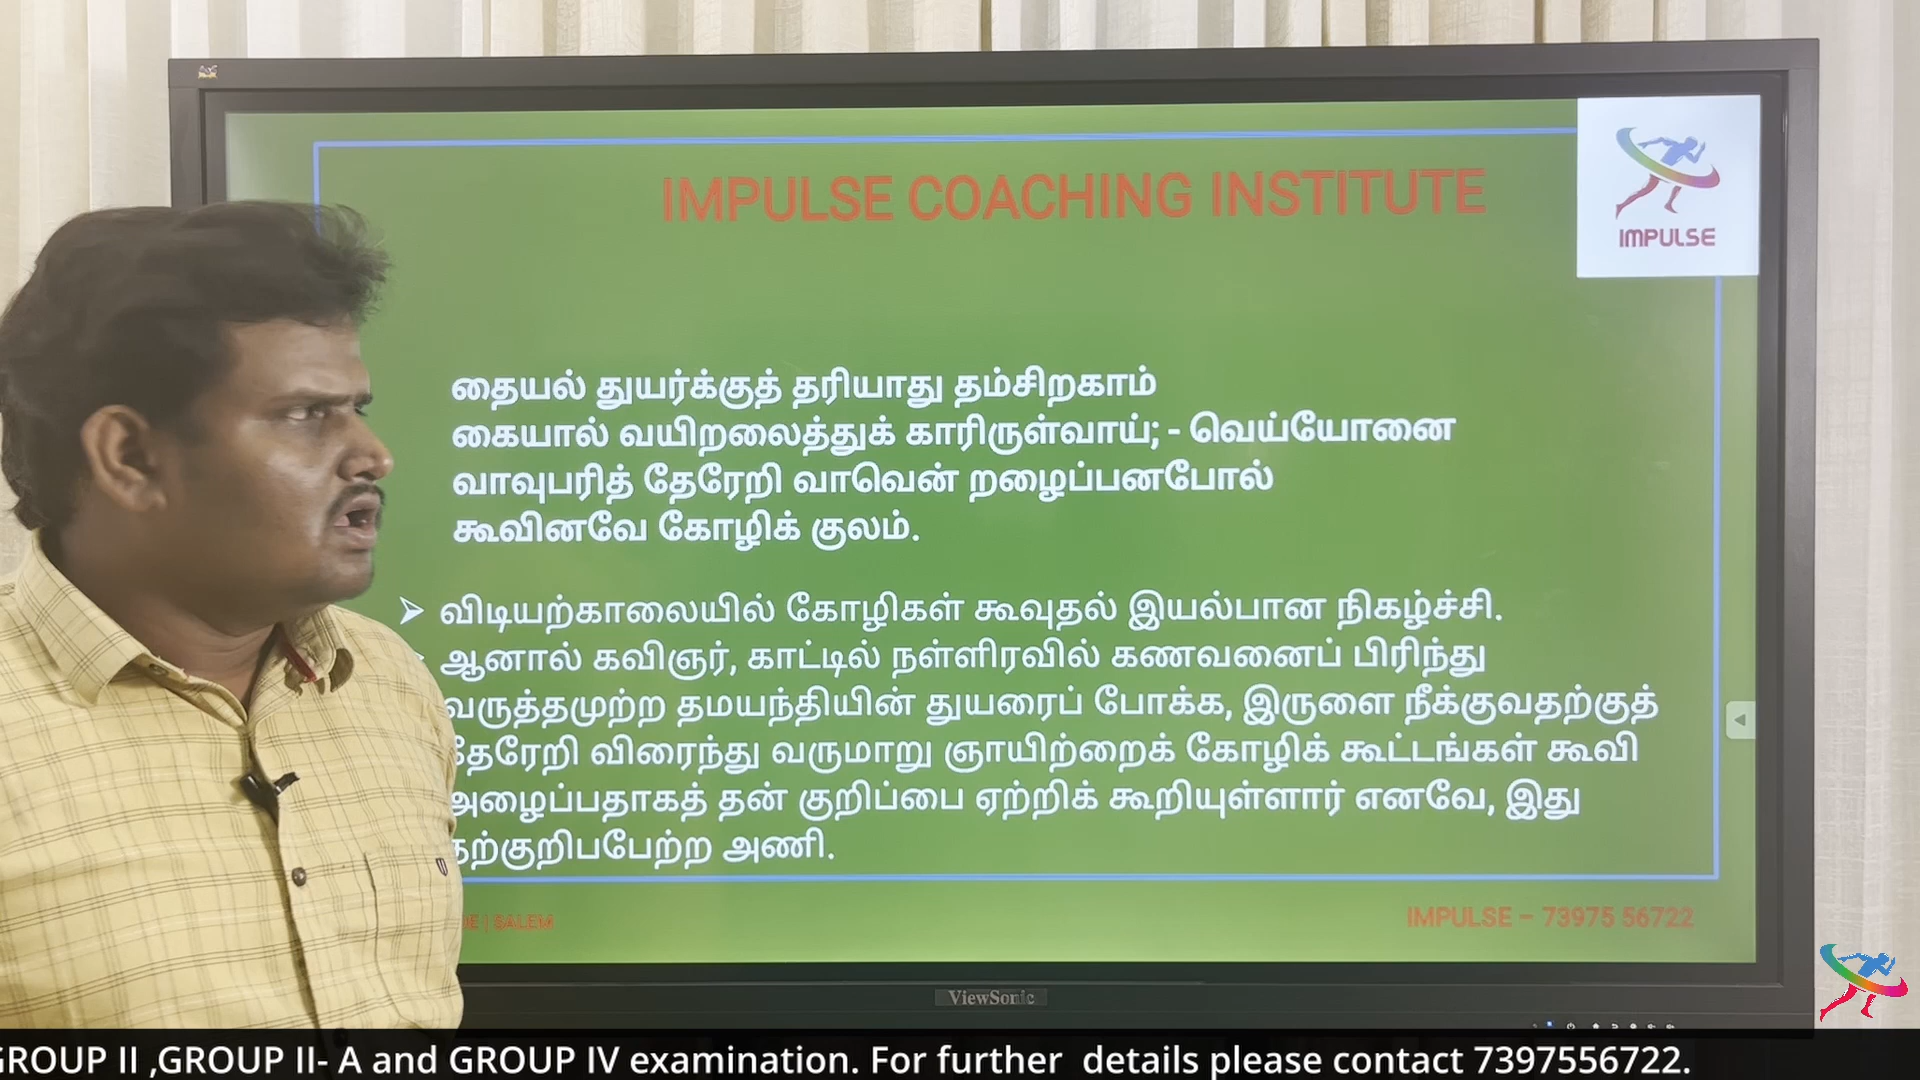 IMPULSE COACHING INSTITUTE
IMPULSE
தையல் துயர்க்குத் தரியாது தம்சிறகாம்
கையால் வயிறலைத்துக் காரிருள்வாய்; - வெய்யோனை
வாவுபரித் தேரேறி வாவென் றழைப்பனபோல்
கூவினவே கோழிக் குலம்.
விடியற்காலையில் கோழிகள் கூவுதல் இயல்பான நிகழ்ச்சி.
ஆனால் கவிஞர், காட்டில் நள்ளிரவில் கணவனைப் பிரிந்து
வருத்தமுற்ற தமயந்தியின் துயரைப் போக்க, இருளை நீக்குவதற்குத்
தேரேறி விரைந்து வருமாறு ஞாயிற்றைக் கோழிக் கூட்டங்கள் கூவி
அழைப்பதாகத் தன் குறிப்பை ஏற்றிக் கூறியுள்ளார் எனவே, இது
தற்குறிபபேற்ற அணி.
| SALEM
IMPULSE – 73975 56722
ViewSonic
GROUP II ,GROUP II- A and GROUP IV examination. For further details please contact 7397556722.